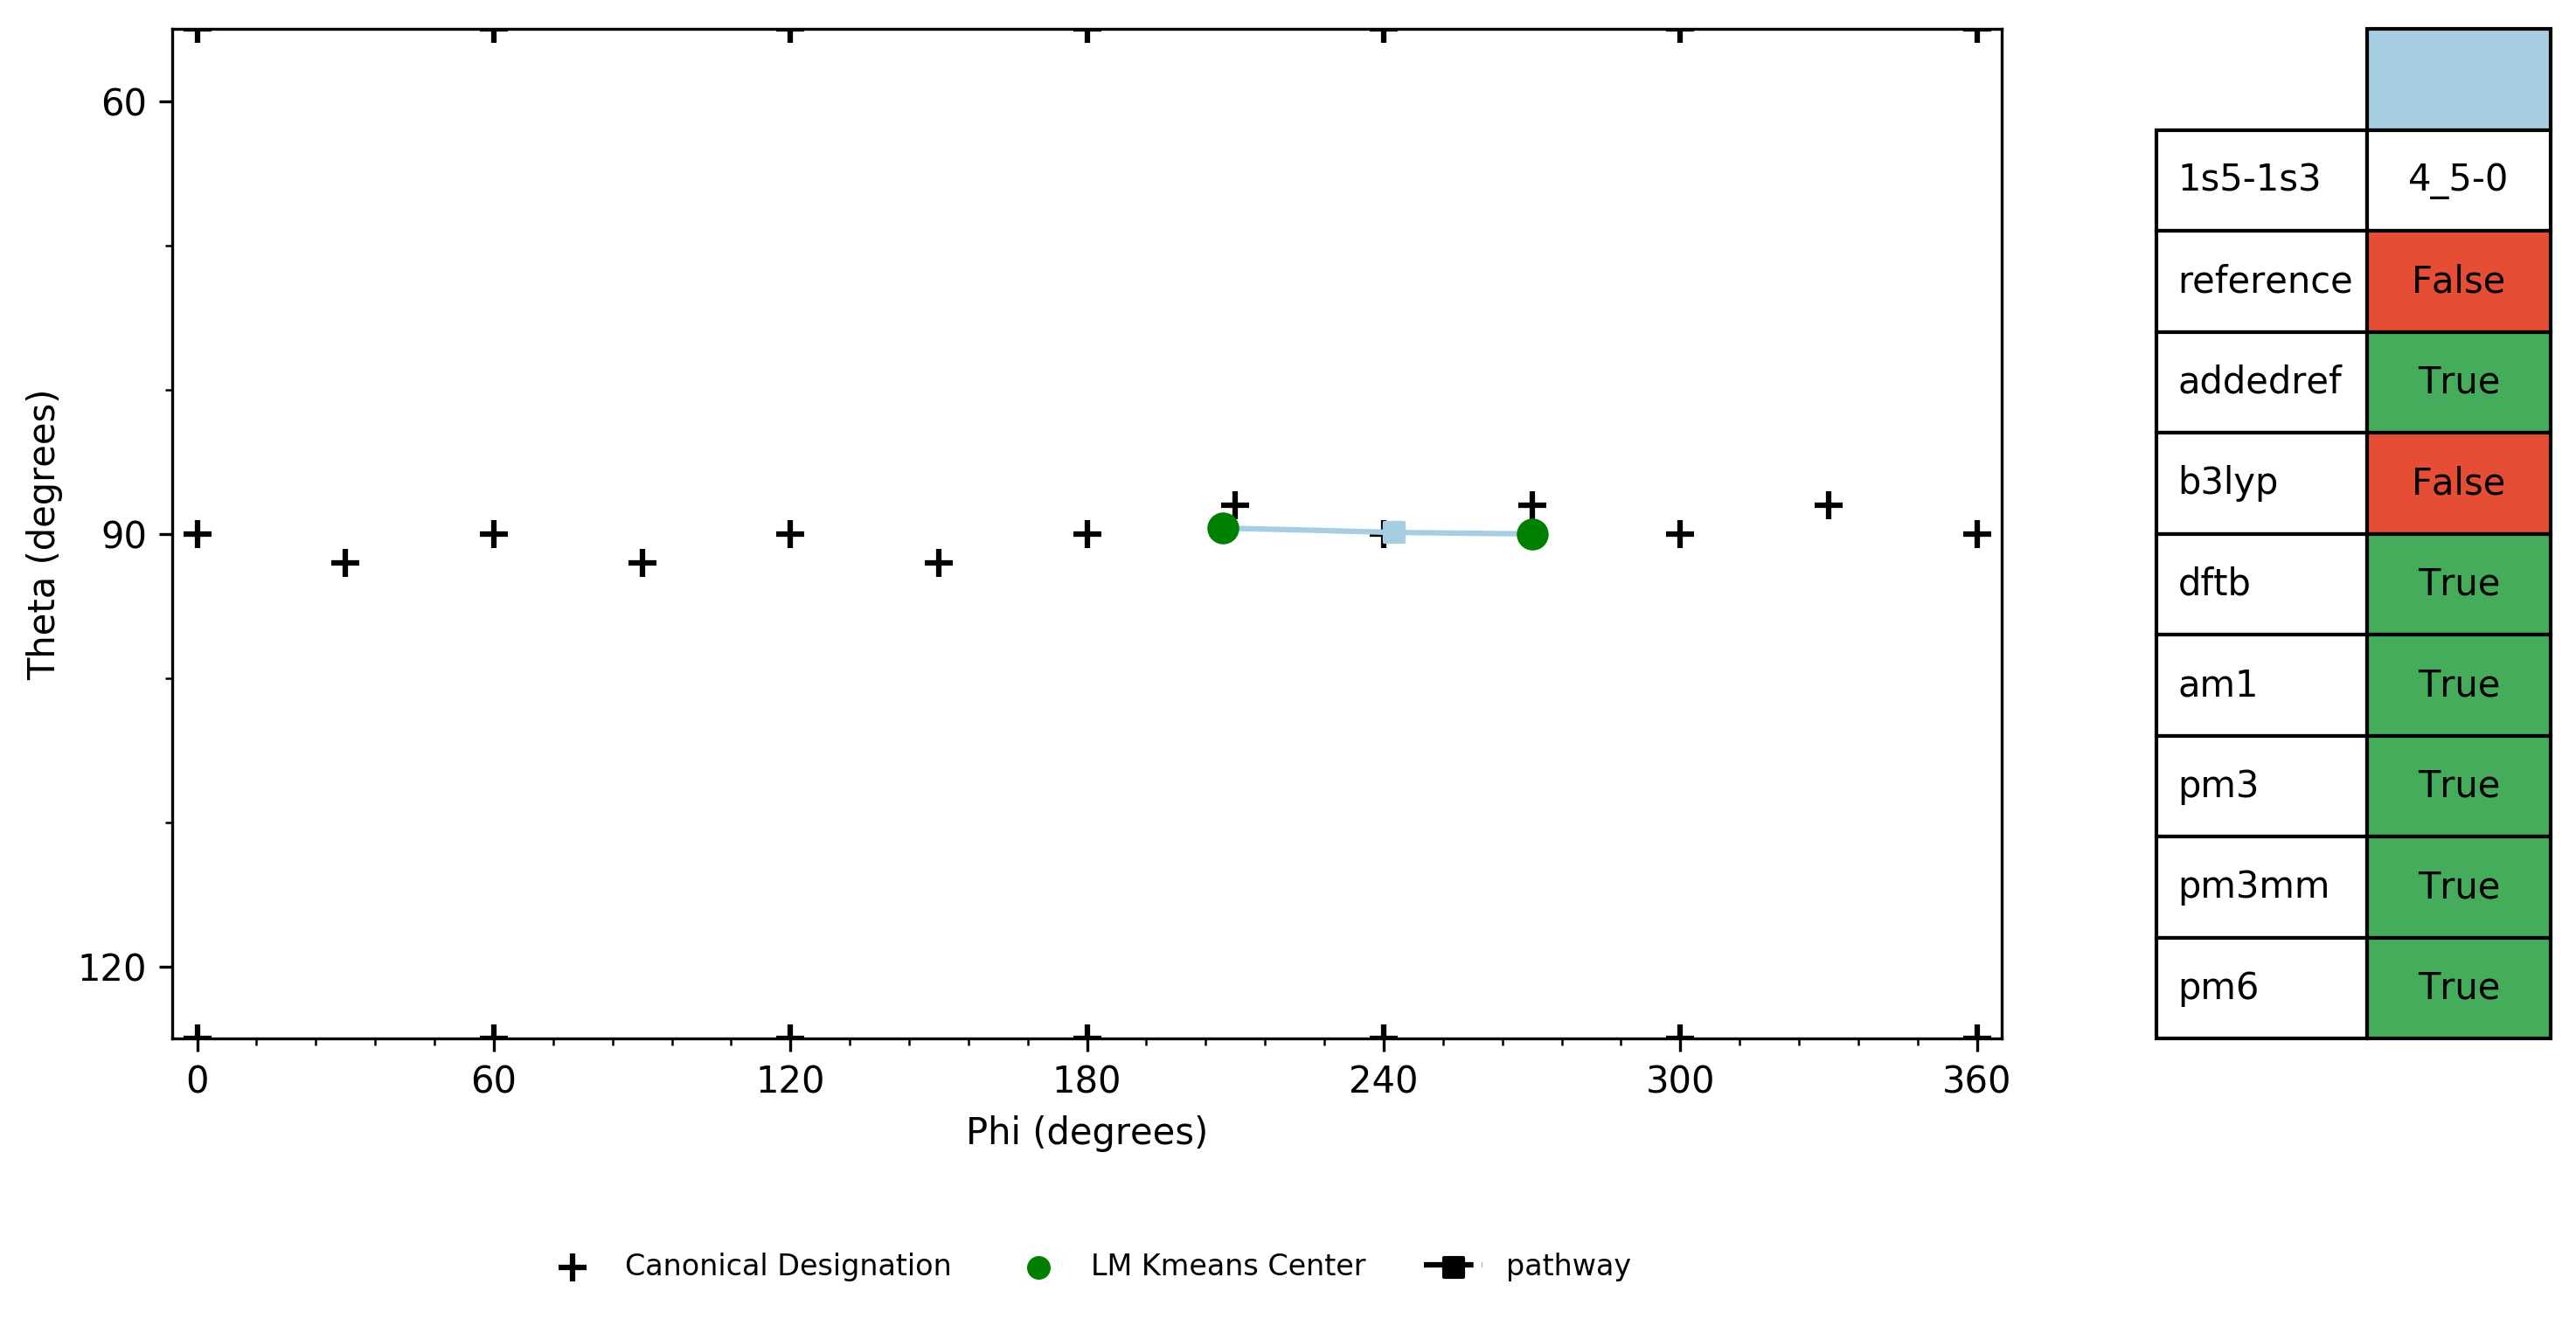 60
90
120
Theta (degrees)
0 60 120 180 240 300 360
Phi (degrees)
Canonical Designation LM Kmeans Center pathway
1s5-1s3 4_5-0
reference False
addedref True
b3lyp False
dftb True
am1 True
pm3 True
pm3mm True
pm6 True